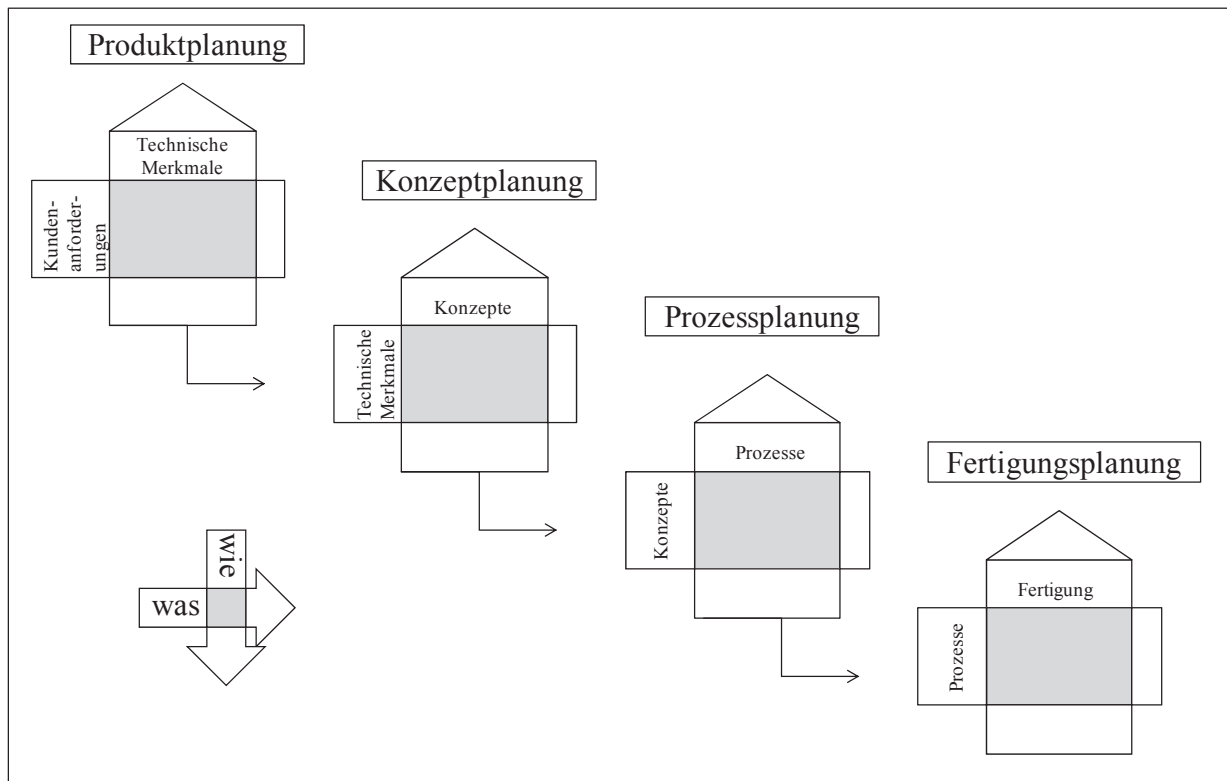 Produktplanung
Technische
Merkmale
Kunden-
anforder-
ungen
Konzeptplanung
Konzepte
Technische
Merkmale
Prozessplanung
Prozesse
Konzepte
Fertigungsplanung
Fertigung
Prozesse
wie
was